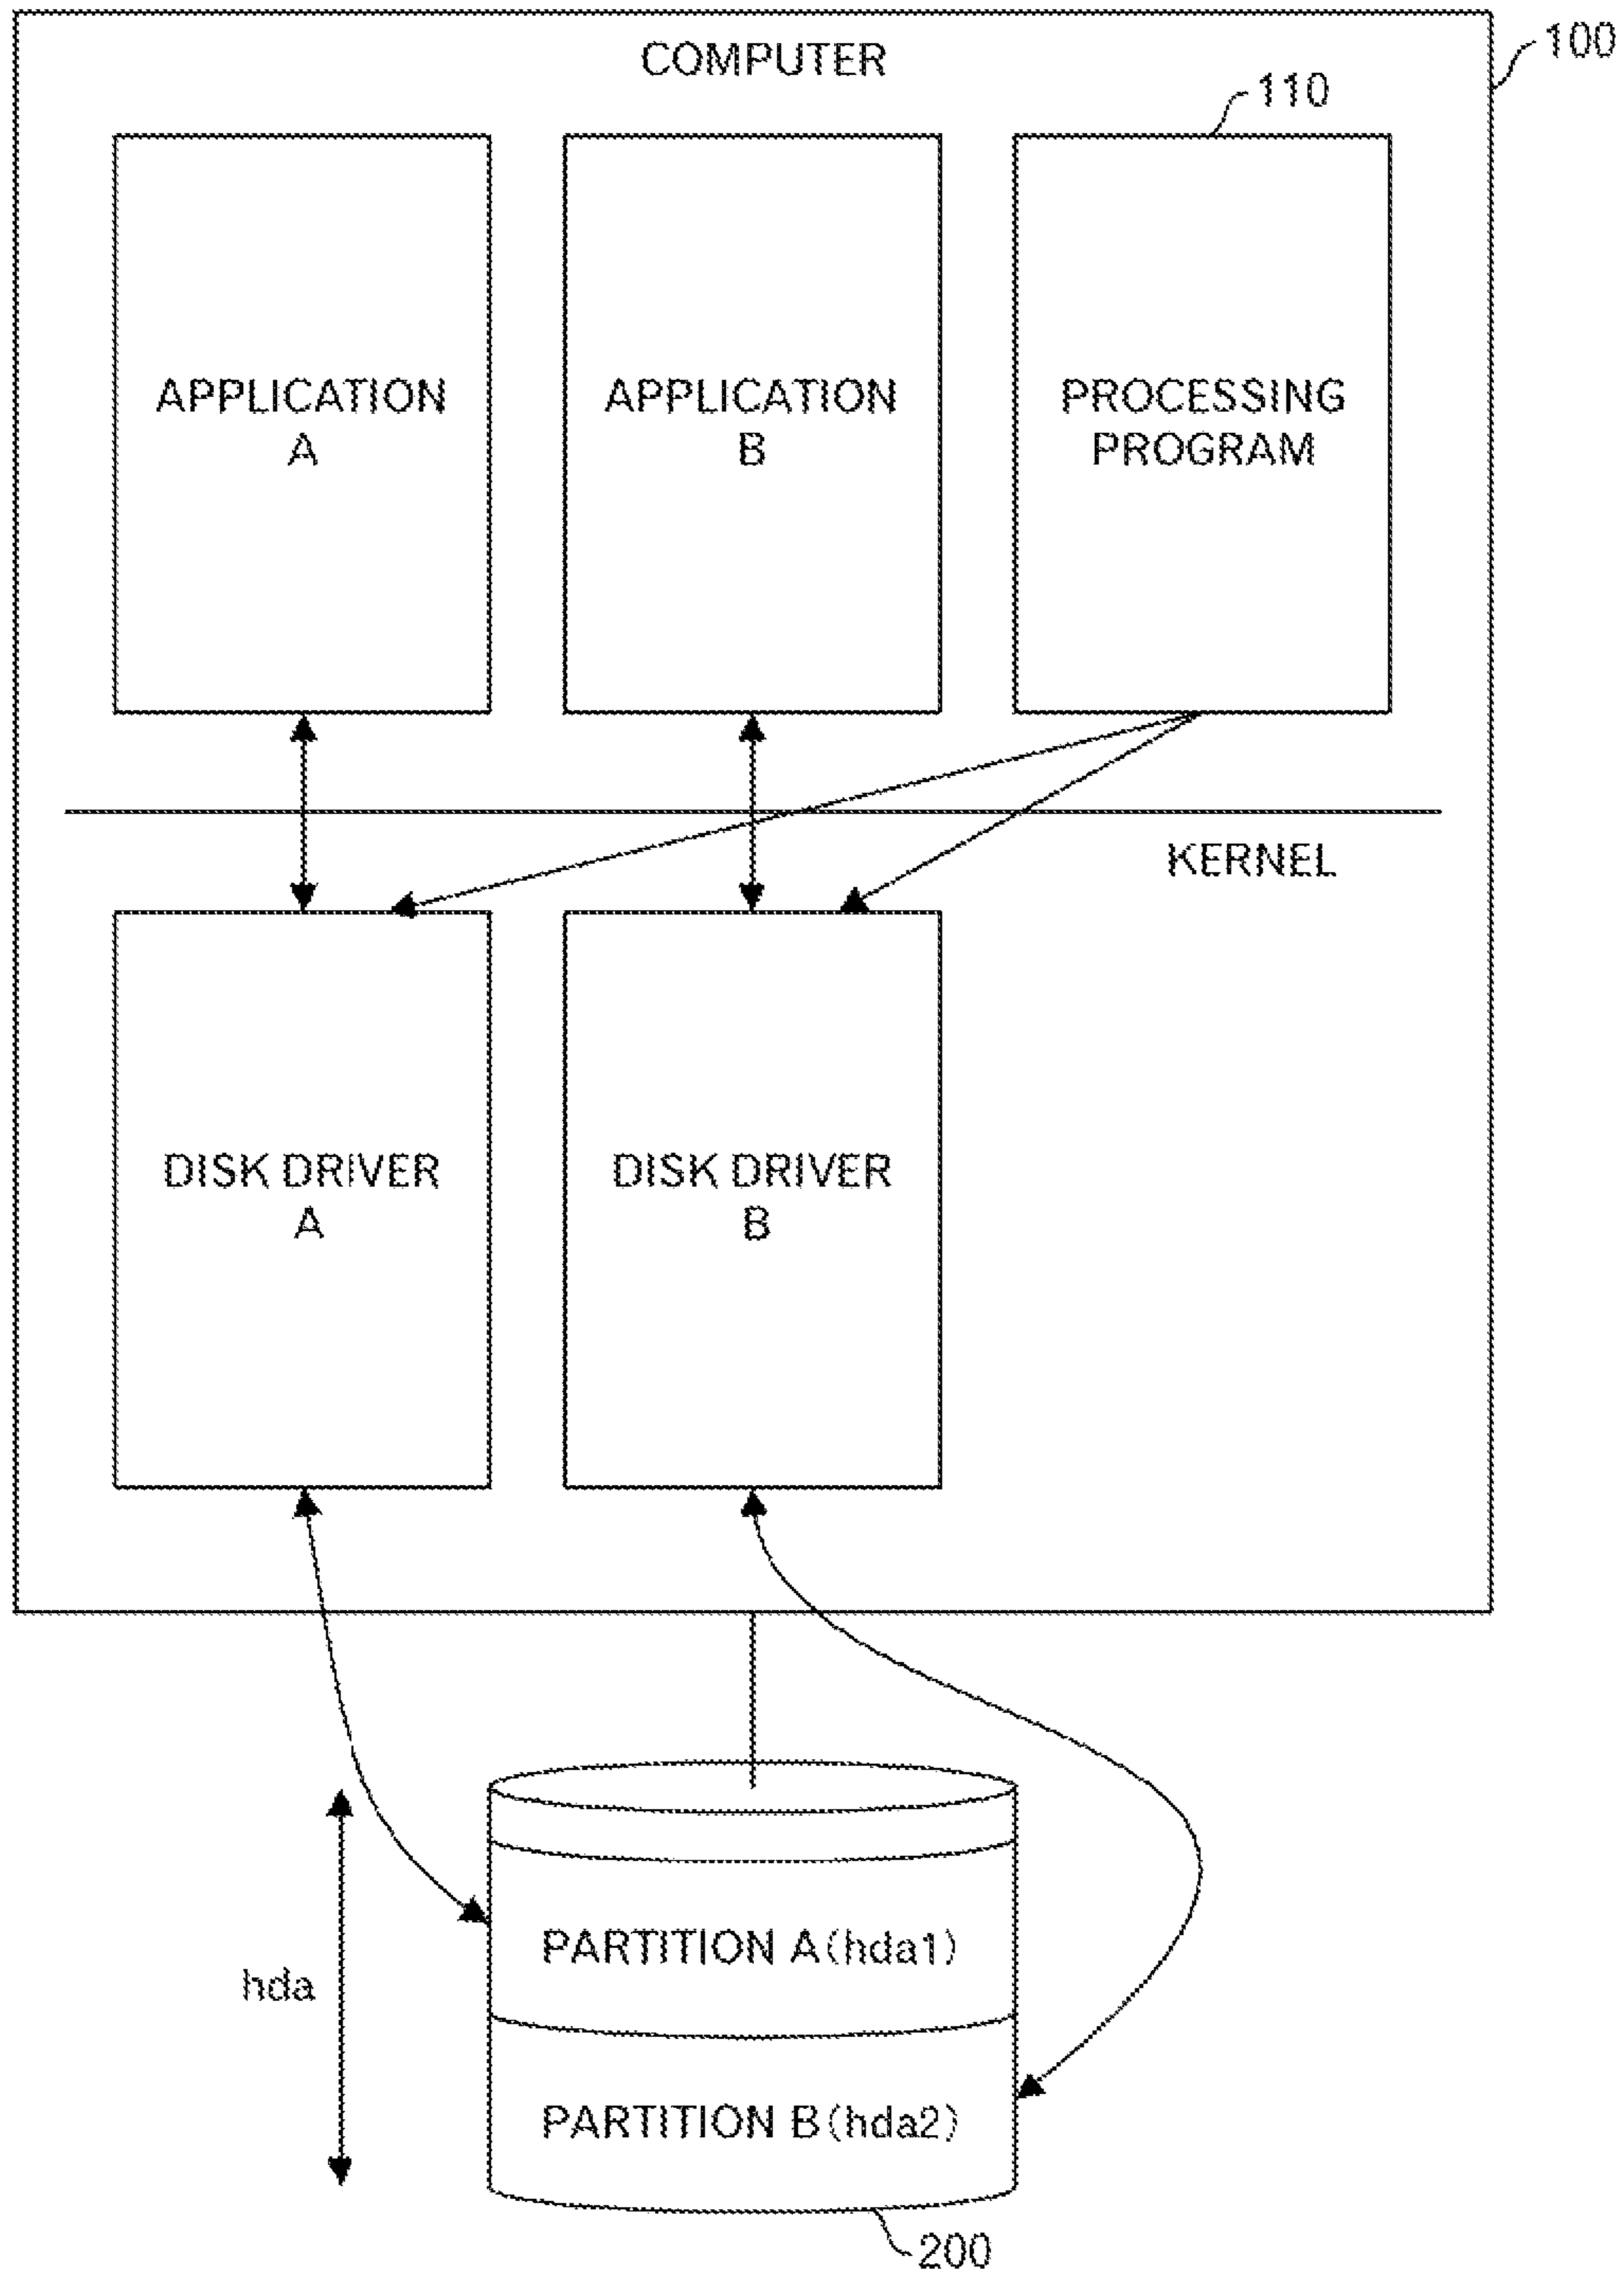 COMPUTER
100
110
APPLICATION
A
APPLICATION
B
PROCESSING
PROGRAM
KERNEL
DISK DRIVER
A
DISK DRIVER
B
hda
PARTITION A(hda1)
PARTITION B(hda2)
200